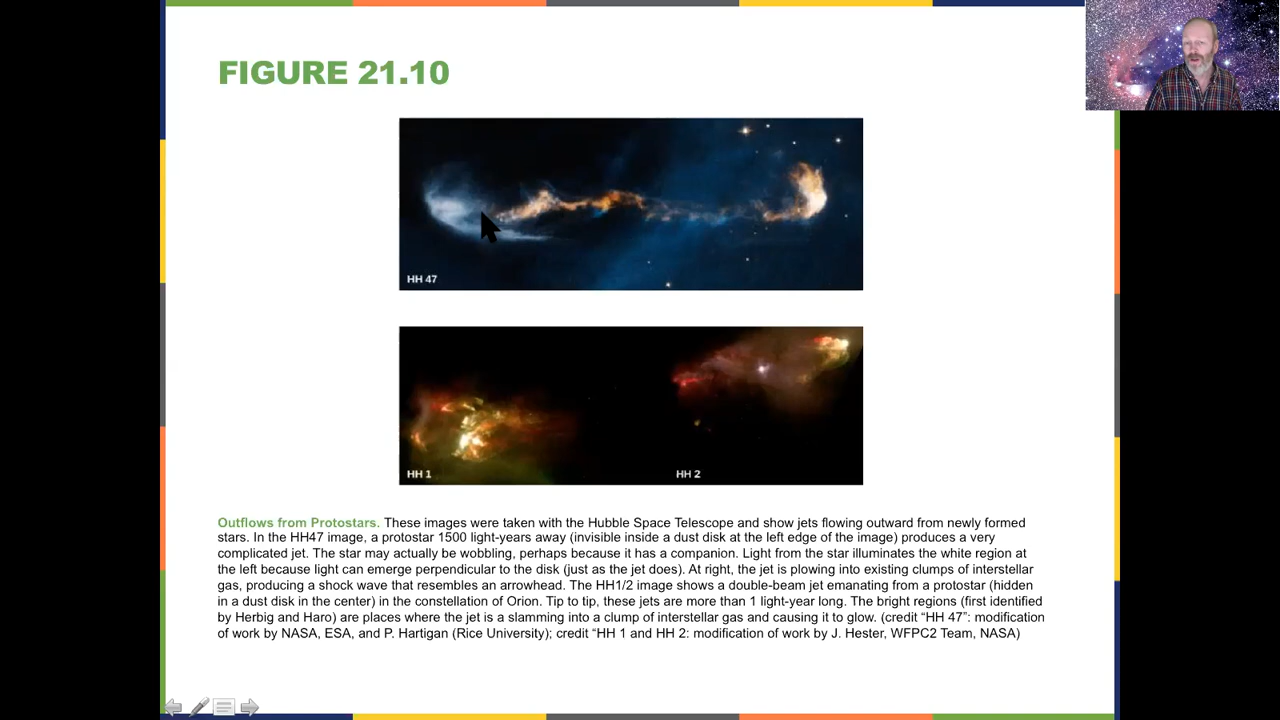 FIGURE 21.10
HH 47
HH 1
HH 2
Outflows from Protostars. These images were taken with the Hubble Space Telescope and show jets flowing outward from newly formed
stars. In the HH47 image, a protostar 1500 light-years away (invisible inside a dust disk at the left edge of the image) produces a very
complicated jet. The star may actually be wobbling, perhaps because it has a companion. Light from the star illuminates the white region at
the left because light can emerge perpendicular to the disk (just as the jet does). At right, the jet is plowing into existing clumps of interstellar
gas, producing a shock wave that resembles an arrowhead. The HH1/2 image shows a double-beam jet emanating from a protostar (hidden
in a dust disk in the center) in the constellation of Orion. Tip to tip, these jets are more than 1 light-year long. The bright regions (first identified
by Herbig and Haro) are places where the jet is a slamming into a clump of interstellar gas and causing it to glow. (credit “HH 47”: modification
of work by NASA, ESA, and P. Hartigan (Rice University); credit “HH 1 and HH 2: modification of work by J. Hester, WFPC2 Team, NASA)